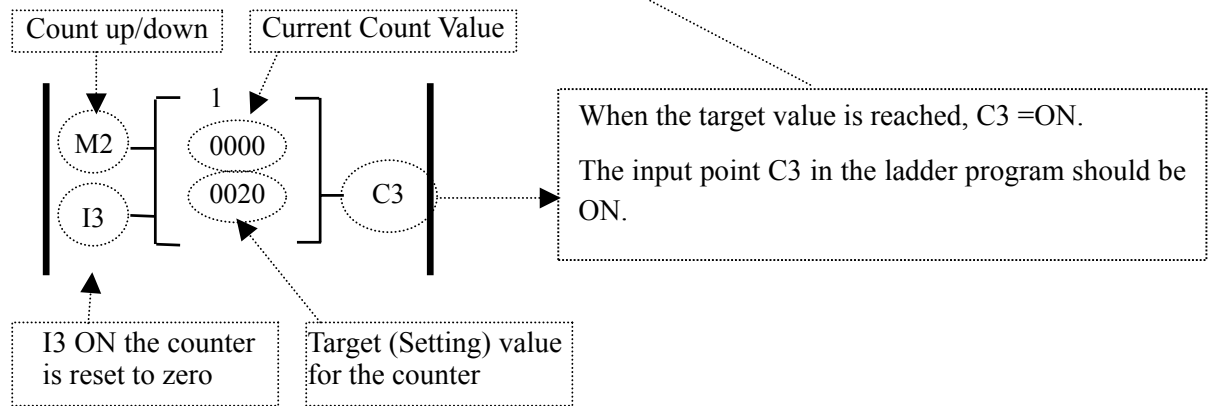 Count up/down
Current Count Value
1
M2
0000
0020
I3
C3
When the target value is reached, C3 =ON.
The input point C3 in the ladder program should be
ON.
I3 ON the counter
is reset to zero
Target (Setting) value
for the counter